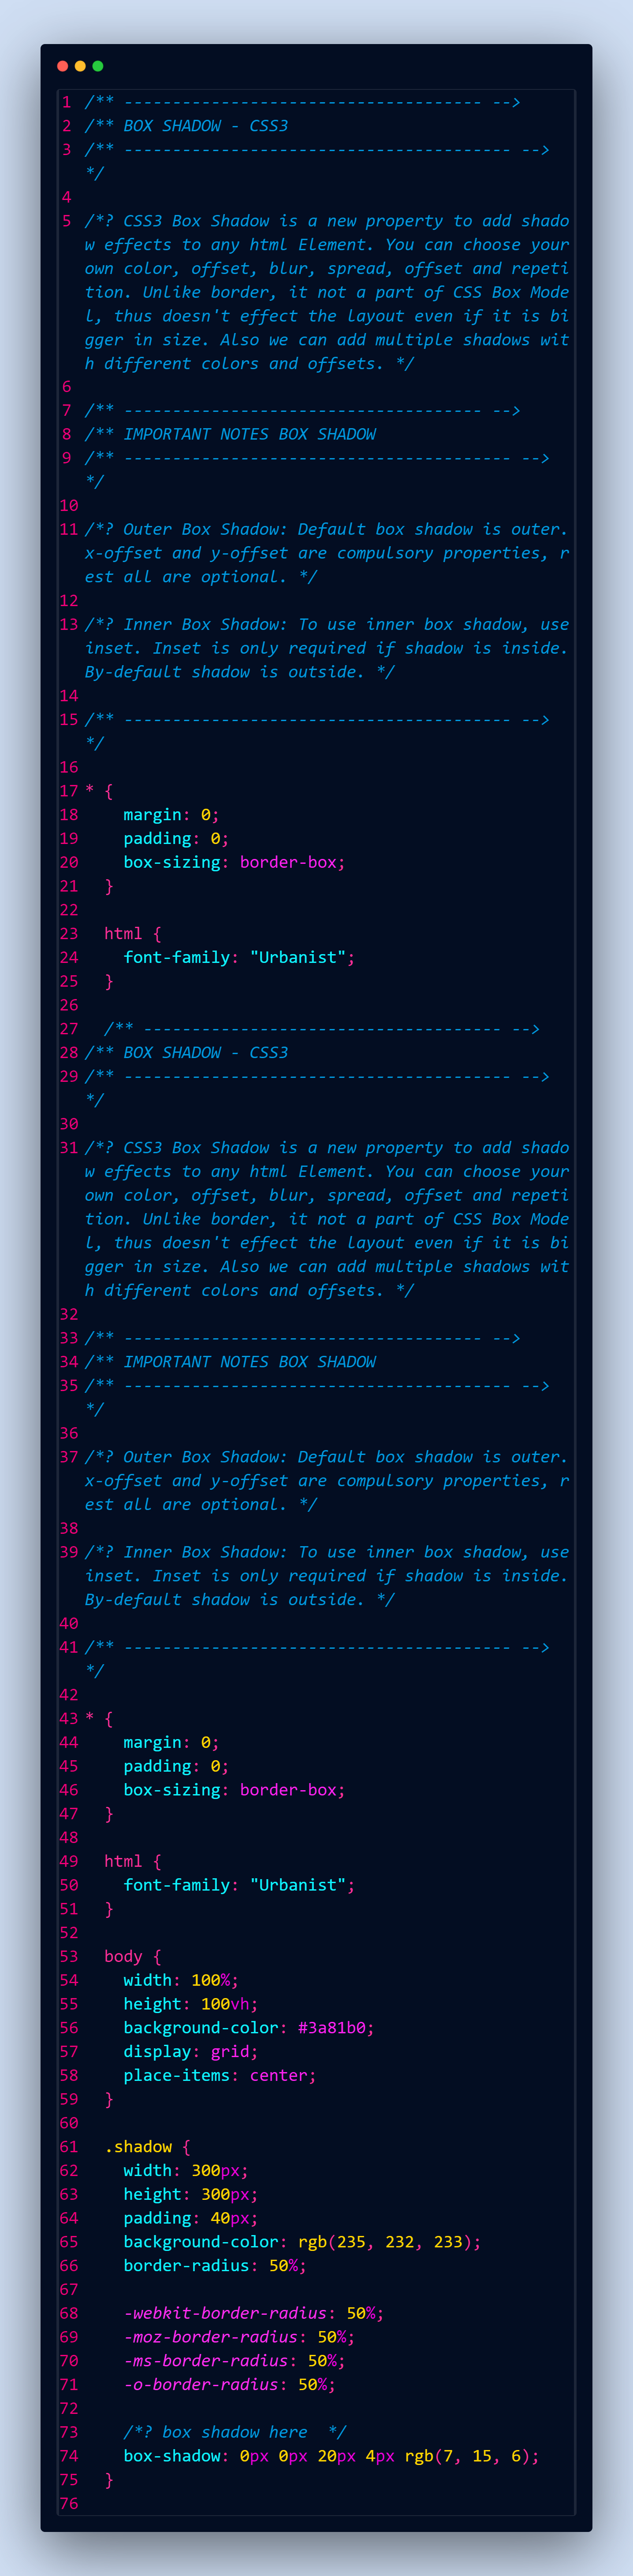 1 /** ------------------------------------- -->
2 /** BOX SHADOW - CSS3
3 /** ---------------------------------------- -->
*/
4
5 /*? CSS3 Box Shadow is a new property to add shado
w effects to any html Element. You can choose your
own color, offset, blur, spread, offset and repeti
tion. Unlike border, it not a part of CSS Box Mode
l, thus doesn't effect the layout even if it is bi
gger in size. Also we can add multiple shadows wit
h different colors and offsets. */
6
7 /** ------------------------------------- -->
8 /** IMPORTANT NOTES BOX SHADOW
9 /** ---------------------------------------- -->
*/
10
11 /*? Outer Box Shadow: Default box shadow is outer.
x-offset and y-offset are compulsory properties, r
est all are optional. */
12
13 /*? Inner Box Shadow: To use inner box shadow, use
inset. Inset is only required if shadow is inside.
By-default shadow is outside. */
14
15 /** ---------------------------------------- -->
*/
16
17 * {
18     margin: 0;
19     padding: 0;
20     box-sizing: border-box;
21   }
22
23   html {
24     font-family: "Urbanist";
25   }
26
27   /** ------------------------------------- -->
28 /** BOX SHADOW - CSS3
29 /** ---------------------------------------- -->
*/
30
31 /*? CSS3 Box Shadow is a new property to add shado
w effects to any html Element. You can choose your
own color, offset, blur, spread, offset and repeti
tion. Unlike border, it not a part of CSS Box Mode
l, thus doesn't effect the layout even if it is bi
gger in size. Also we can add multiple shadows wit
h different colors and offsets. */
32
33 /** ------------------------------------- -->
34 /** IMPORTANT NOTES BOX SHADOW
35 /** ---------------------------------------- -->
*/
36
37 /*? Outer Box Shadow: Default box shadow is outer.
x-offset and y-offset are compulsory properties, r
est all are optional. */
38
39 /*? Inner Box Shadow: To use inner box shadow, use
inset. Inset is only required if shadow is inside.
By-default shadow is outside. */
40
41 /** ---------------------------------------- -->
*/
42
43 * {
44     margin: 0;
45     padding: 0;
46     box-sizing: border-box;
47   }
48
49   html {
50     font-family: "Urbanist";
51   }
52
53   body {
54     width: 100%;
55     height: 100vh;
56     background-color: #3a81b0;
57     display: grid;
58     place-items: center;
59   }
60
61   .shadow {
62     width: 300px;
63     height: 300px;
64     padding: 40px;
65     background-color: rgb(235, 232, 233);
66     border-radius: 50%;
67
68     -webkit-border-radius: 50%;
69     -moz-border-radius: 50%;
70     -ms-border-radius: 50%;
71     -o-border-radius: 50%;
72
73     /*? box shadow here  */
74     box-shadow: 0px 0px 20px 4px rgb(7, 15, 6);
75   }
76